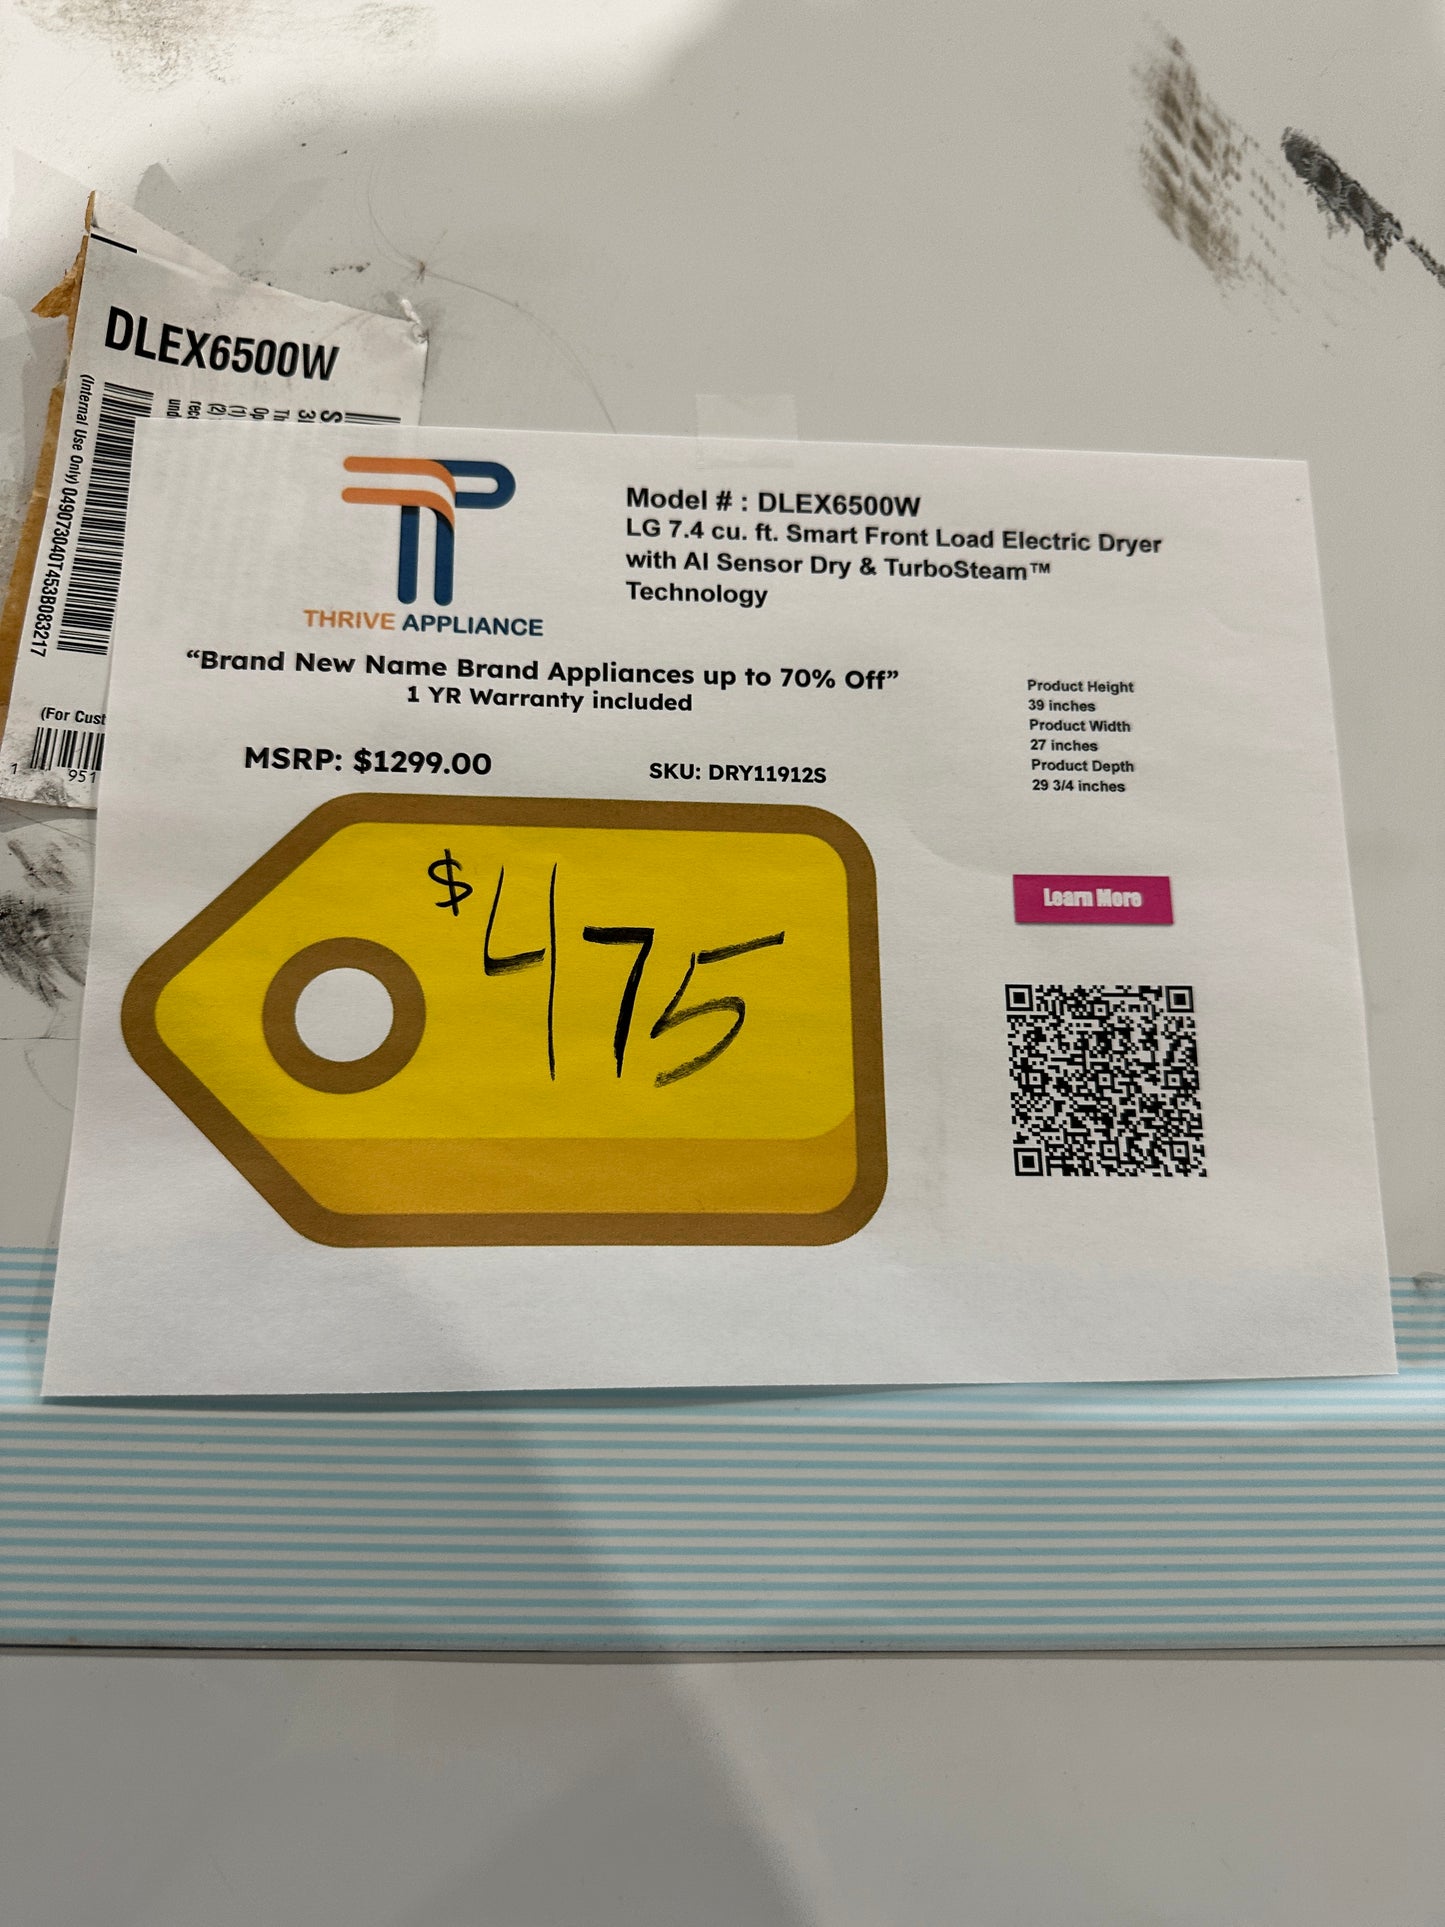 DLEX6500W
(Internal Use Only) 049073040T453B083217
(For Cust
1 951
THRIVE APPLIANCE
Model # : DLEX6500W
LG 7.4 cu. ft. Smart Front Load Electric Dryer
with AI Sensor Dry & TurboSteam™
Technology
“Brand New Name Brand Appliances up to 70% Off”
1 YR Warranty included
MSRP: $1299.00
SKU: DRY11912S
Product Height
39 inches
Product Width
27 inches
Product Depth
29 3/4 inches
$475
Learn More